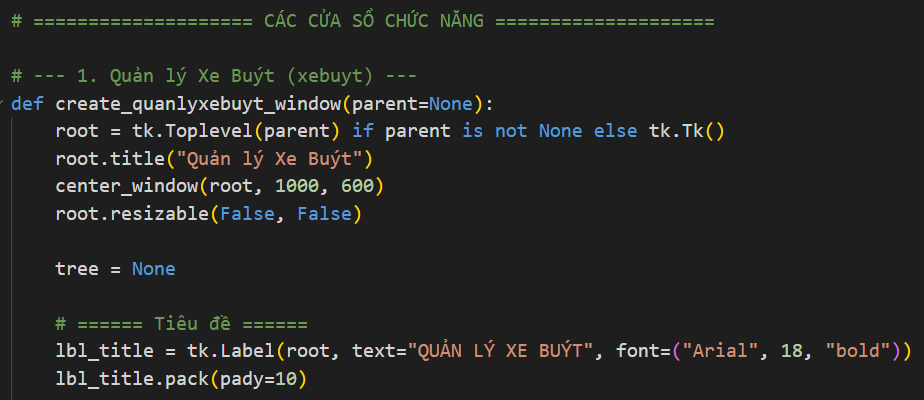 # ==================== CÁC CỬA SỔ CHỨC NĂNG ====================
# --- 1. Quản lý Xe Buýt (xebuyt) ---
def create_quanlyxebuyt_window(parent=None):
    root = tk.Toplevel(parent) if parent is not None else tk.Tk()
    root.title("Quản lý Xe Buýt")
    center_window(root, 1000, 600)
    root.resizable(False, False)
    tree = None
    # ====== Tiêu đề ======
    lbl_title = tk.Label(root, text="QUẢN LÝ XE BUÝT", font=("Arial", 18, "bold"))
    lbl_title.pack(pady=10)